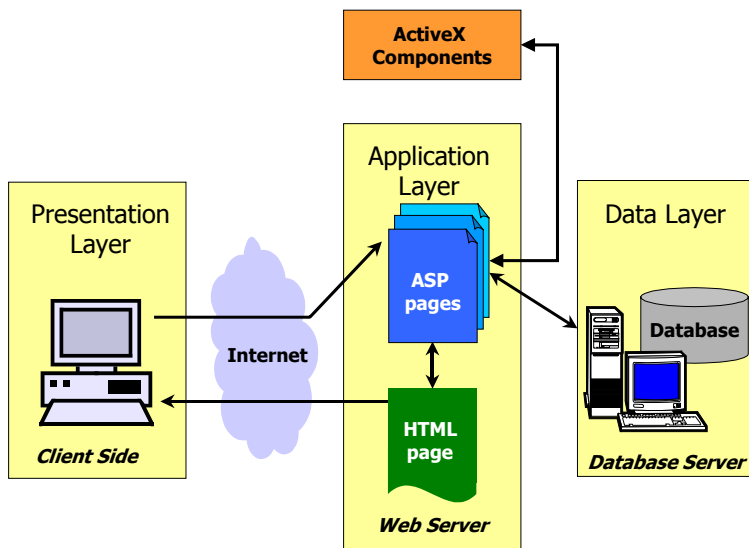 ActiveX
Components
Application
Layer
Presentation
Layer
Data Layer
ASP
pages
Database
Internet
HTML
page
Client Side
Database Server
Web Server